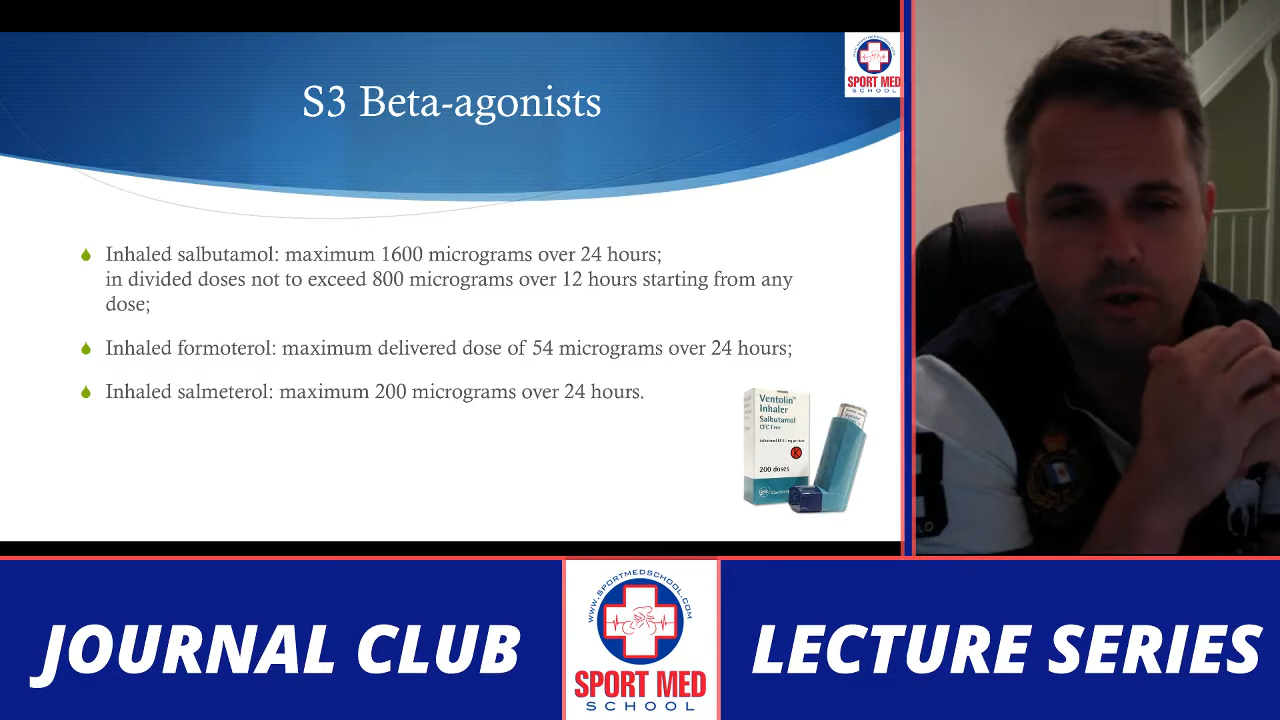 S3 Beta-agonists
SPORT MED
SCHOOL
Inhaled salbutamol: maximum 1600 micrograms over 24 hours;
in divided doses not to exceed 800 micrograms over 12 hours starting from any
dose;
Inhaled formoterol: maximum delivered dose of 54 micrograms over 24 hours;
Inhaled salmeterol: maximum 200 micrograms over 24 hours.
Ventolin™
Inhaler
Salbutamol
CFC Free
K
200 doses
JOURNAL CLUB
WWW.SPORTMEDSCHOOL.COM
SPORT MED
SCHOOL
LECTURE SERIES